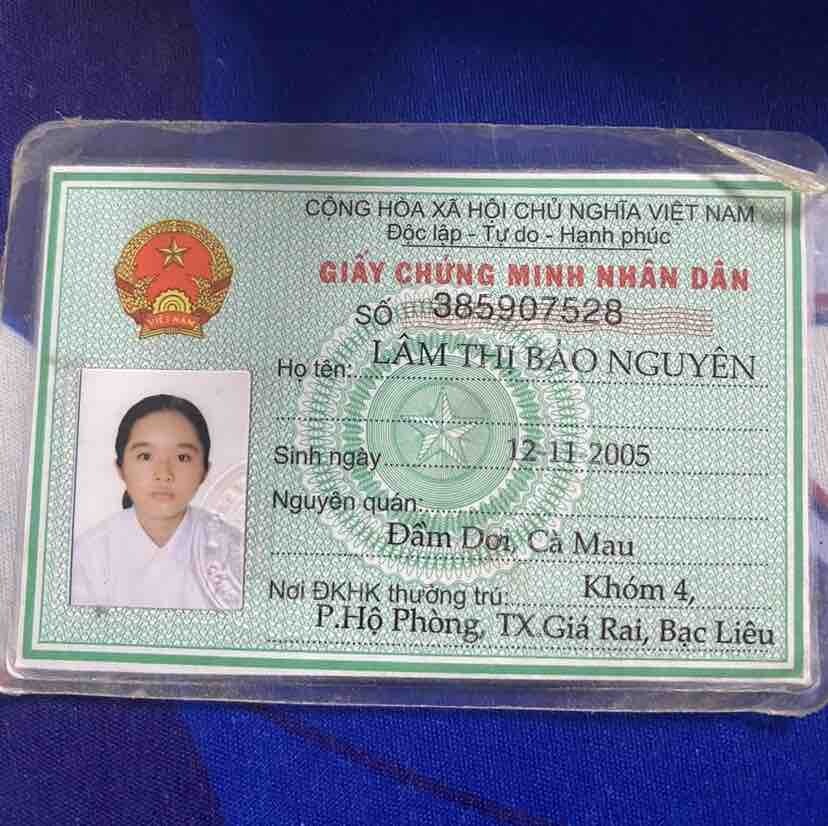 CỘNG HÒA XÃ HỘI CHỦ NGHĨA VIỆT NAM
Độc lập - Tự do - Hạnh phúc
GIẤY CHỨNG MINH NHÂN DÂN
SỐ 385907528
Họ tên: LÂM THỊ BẢO NGUYÊN
Sinh ngày 12-11-2005
Nguyên quán:
Đầm Dơi, Cà Mau
Nơi ĐKHK thường trú: Khóm 4,
P.Hộ Phòng, TX.Giá Rai, Bạc Liêu
VIỆT NAM